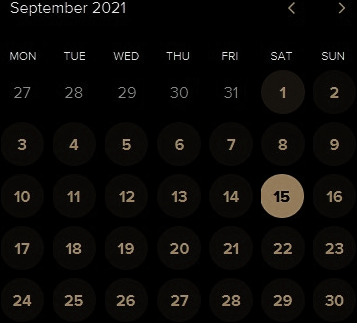 September 2021 < >
MON TUE WED THU FRI SAT SUN
27 28 29 30 31 1 2
3 4 5 6 7 8 9
10 11 12 13 14 15 16
17 18 19 20 21 22 23
24 25 26 27 28 29 30